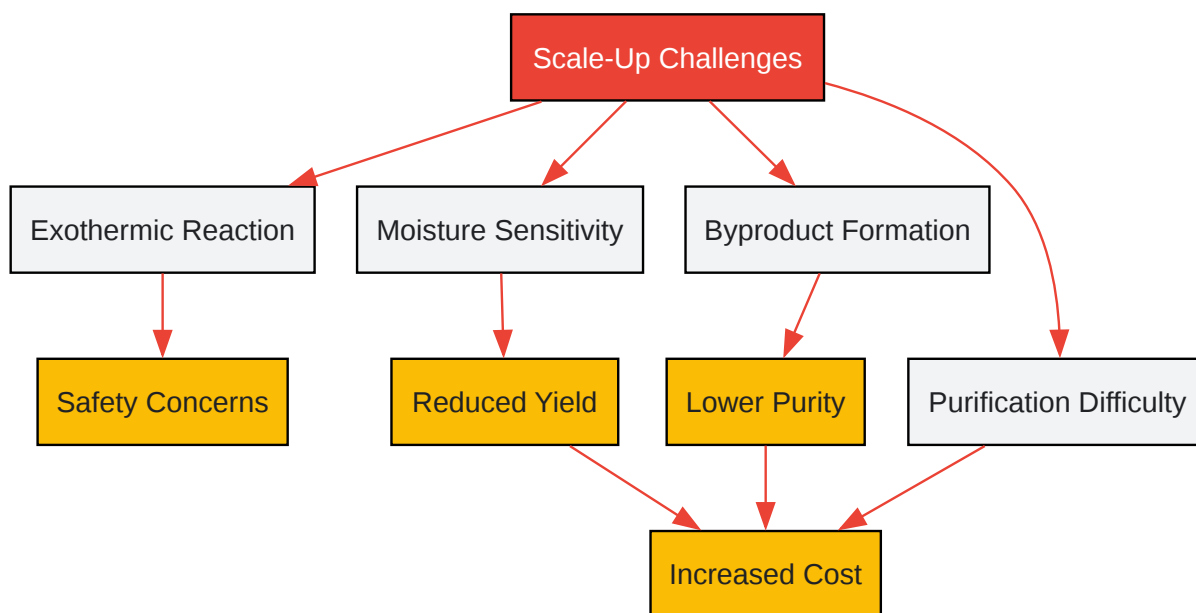 Scale-Up Challenges
Exothermic Reaction
Moisture Sensitivity
Byproduct Formation
Safety Concerns
Reduced Yield
Lower Purity
Purification Difficulty
Increased Cost